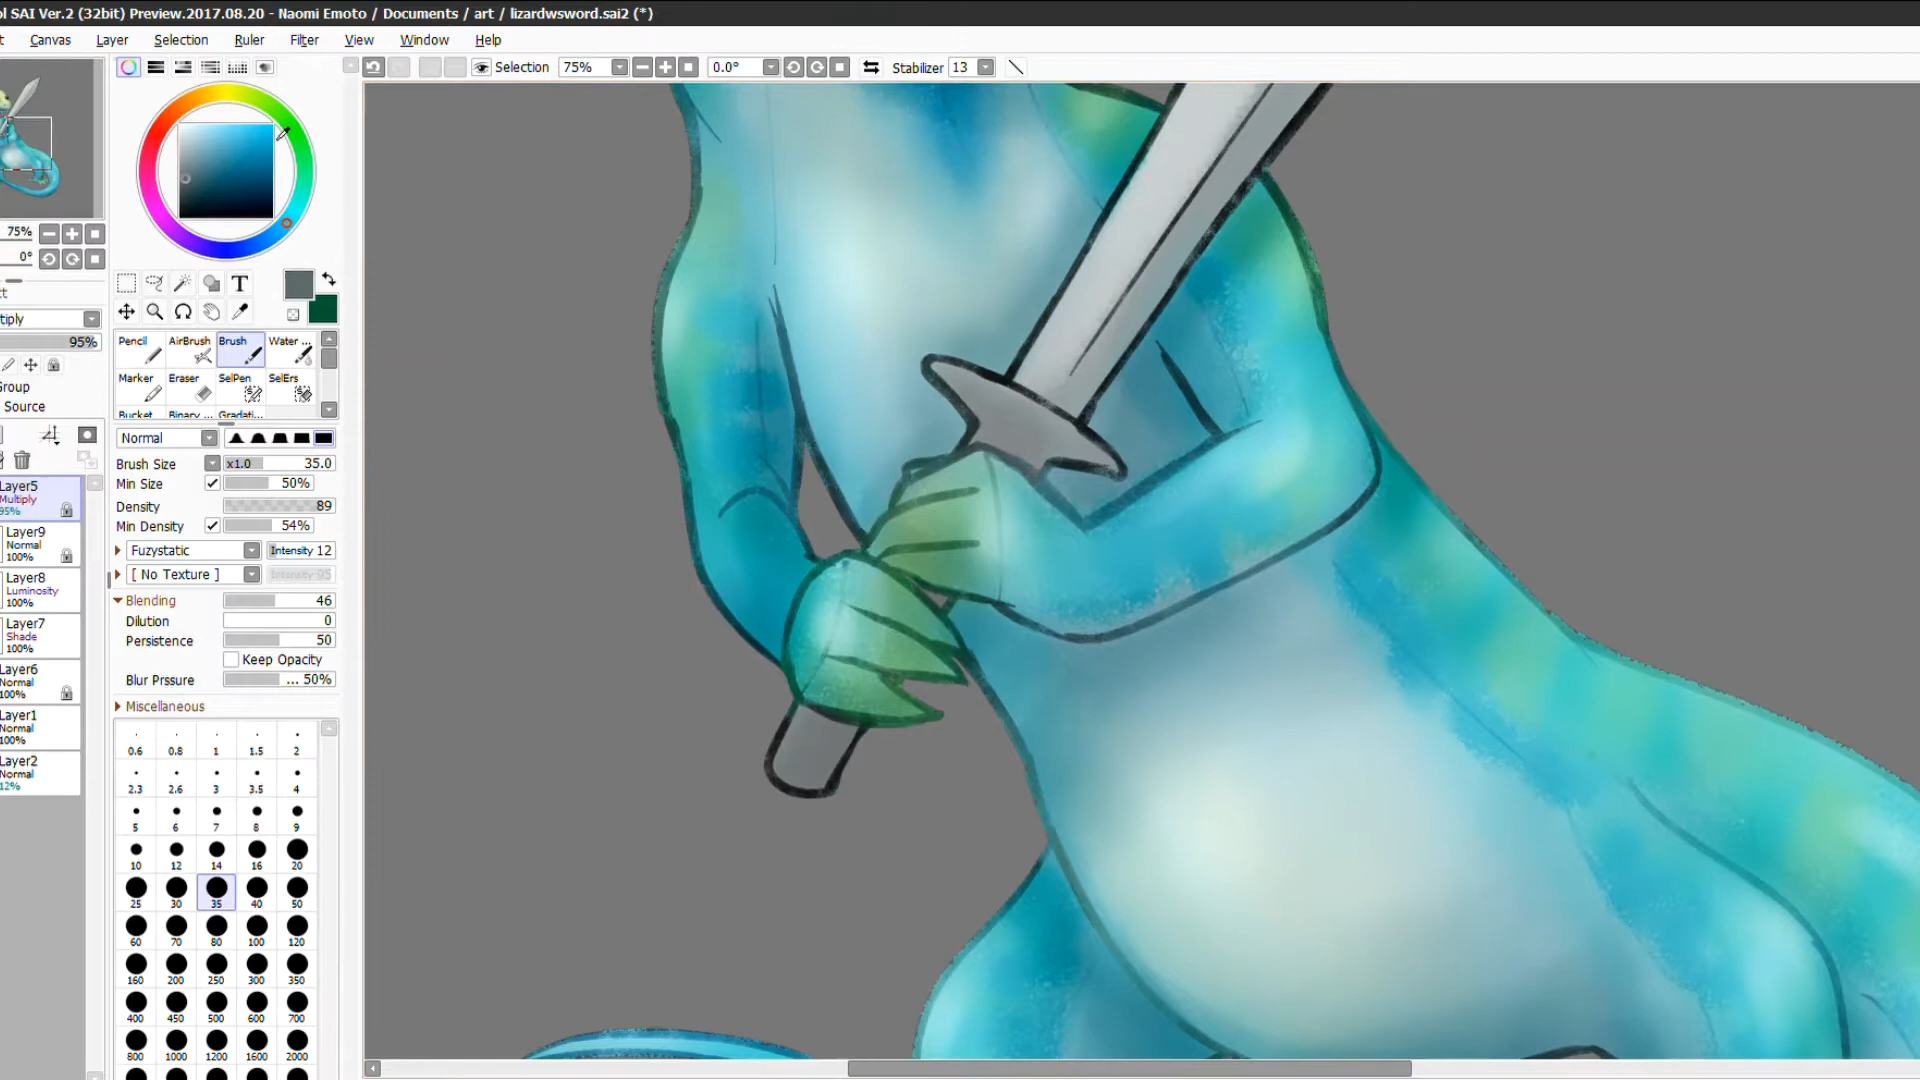 ol SAI Ver.2 (32bit) Preview.2017.08.20 - Naomi Emoto / Documents / art / lizardwsword.sai2 (*)
t Canvas Layer Selection Ruler Filter View Window Help
Selection 75% 0.0° Stabilizer 13
75%
0°
ct
tiply
95%
Group
Source
T
Pencil AirBrush Brush Water ...
Marker Eraser SelPen SelErs
Bucket Binary ... Gradati...
Normal
Brush Size x1.0 35.0
Min Size 50%
Density 89
Min Density 54%
Fuzystatic Intensity 12
[ No Texture ] Intensity 95
Blending 46
Dilution 0
Persistence 50
Keep Opacity
Blur Prssure ... 50%
Miscellaneous
Layer5
Multiply
95%
Layer9
Normal
100%
Layer8
Luminosity
100%
Layer7
Shade
100%
Layer6
Normal
100%
Layer1
Normal
100%
Layer2
Normal
12%
0.6 0.8 1 1.5 2
2.3 2.6 3 3.5 4
5 6 7 8 9
10 12 14 16 20
25 30 35 40 50
60 70 80 100 120
160 200 250 300 350
400 450 500 600 700
800 1000 1200 1600 2000